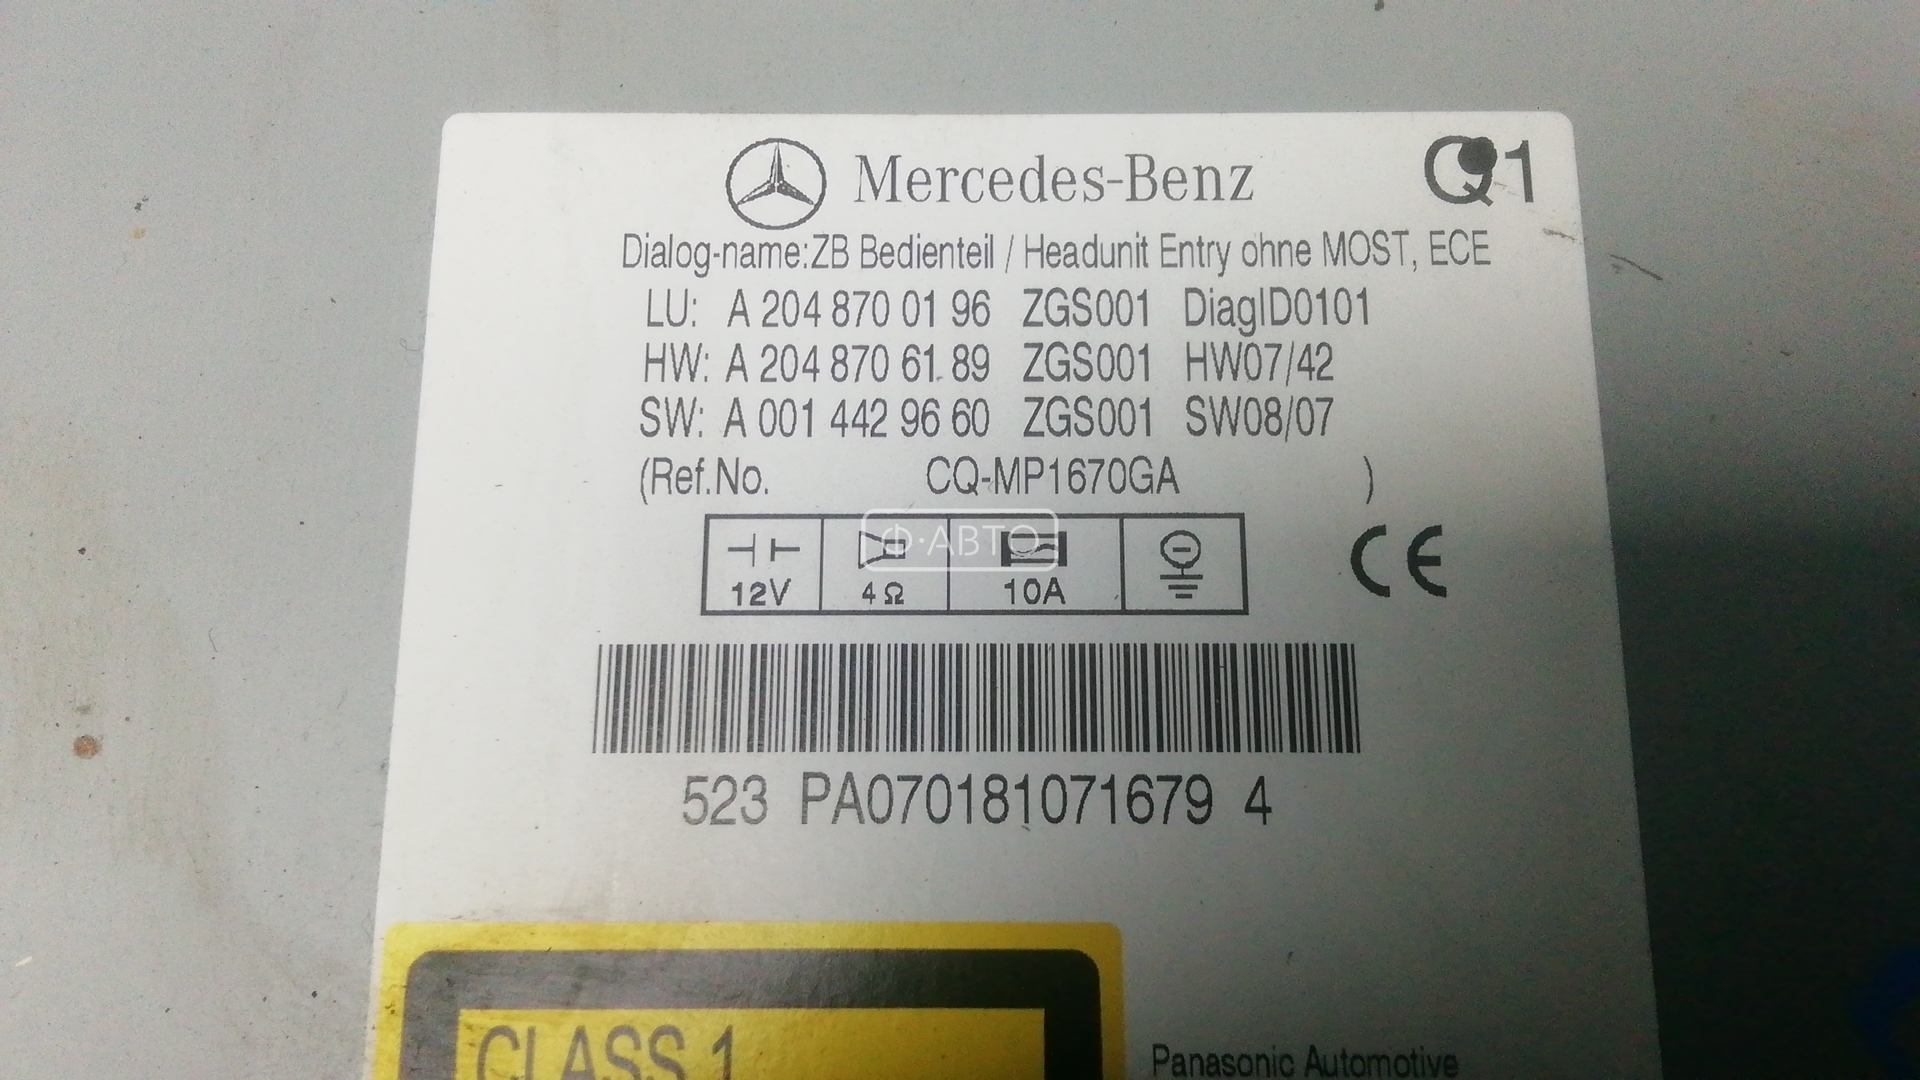 Mercedes-Benz Q1
Dialog-name:ZB Bedienteil / Headunit Entry ohne MOST, ECE
LU: A 204 870 01 96 ZGS001 DiagID0101
HW: A 204 870 61 89 ZGS001 HW07/42
SW: A 001 442 96 60 ZGS001 SW08/07
(Ref.No. CQ-MP1670GA )
Ф·АВТО
12V 4Ω 10A
CE
523 PA070181071679 4
CLASS 1
Panasonic Automotive